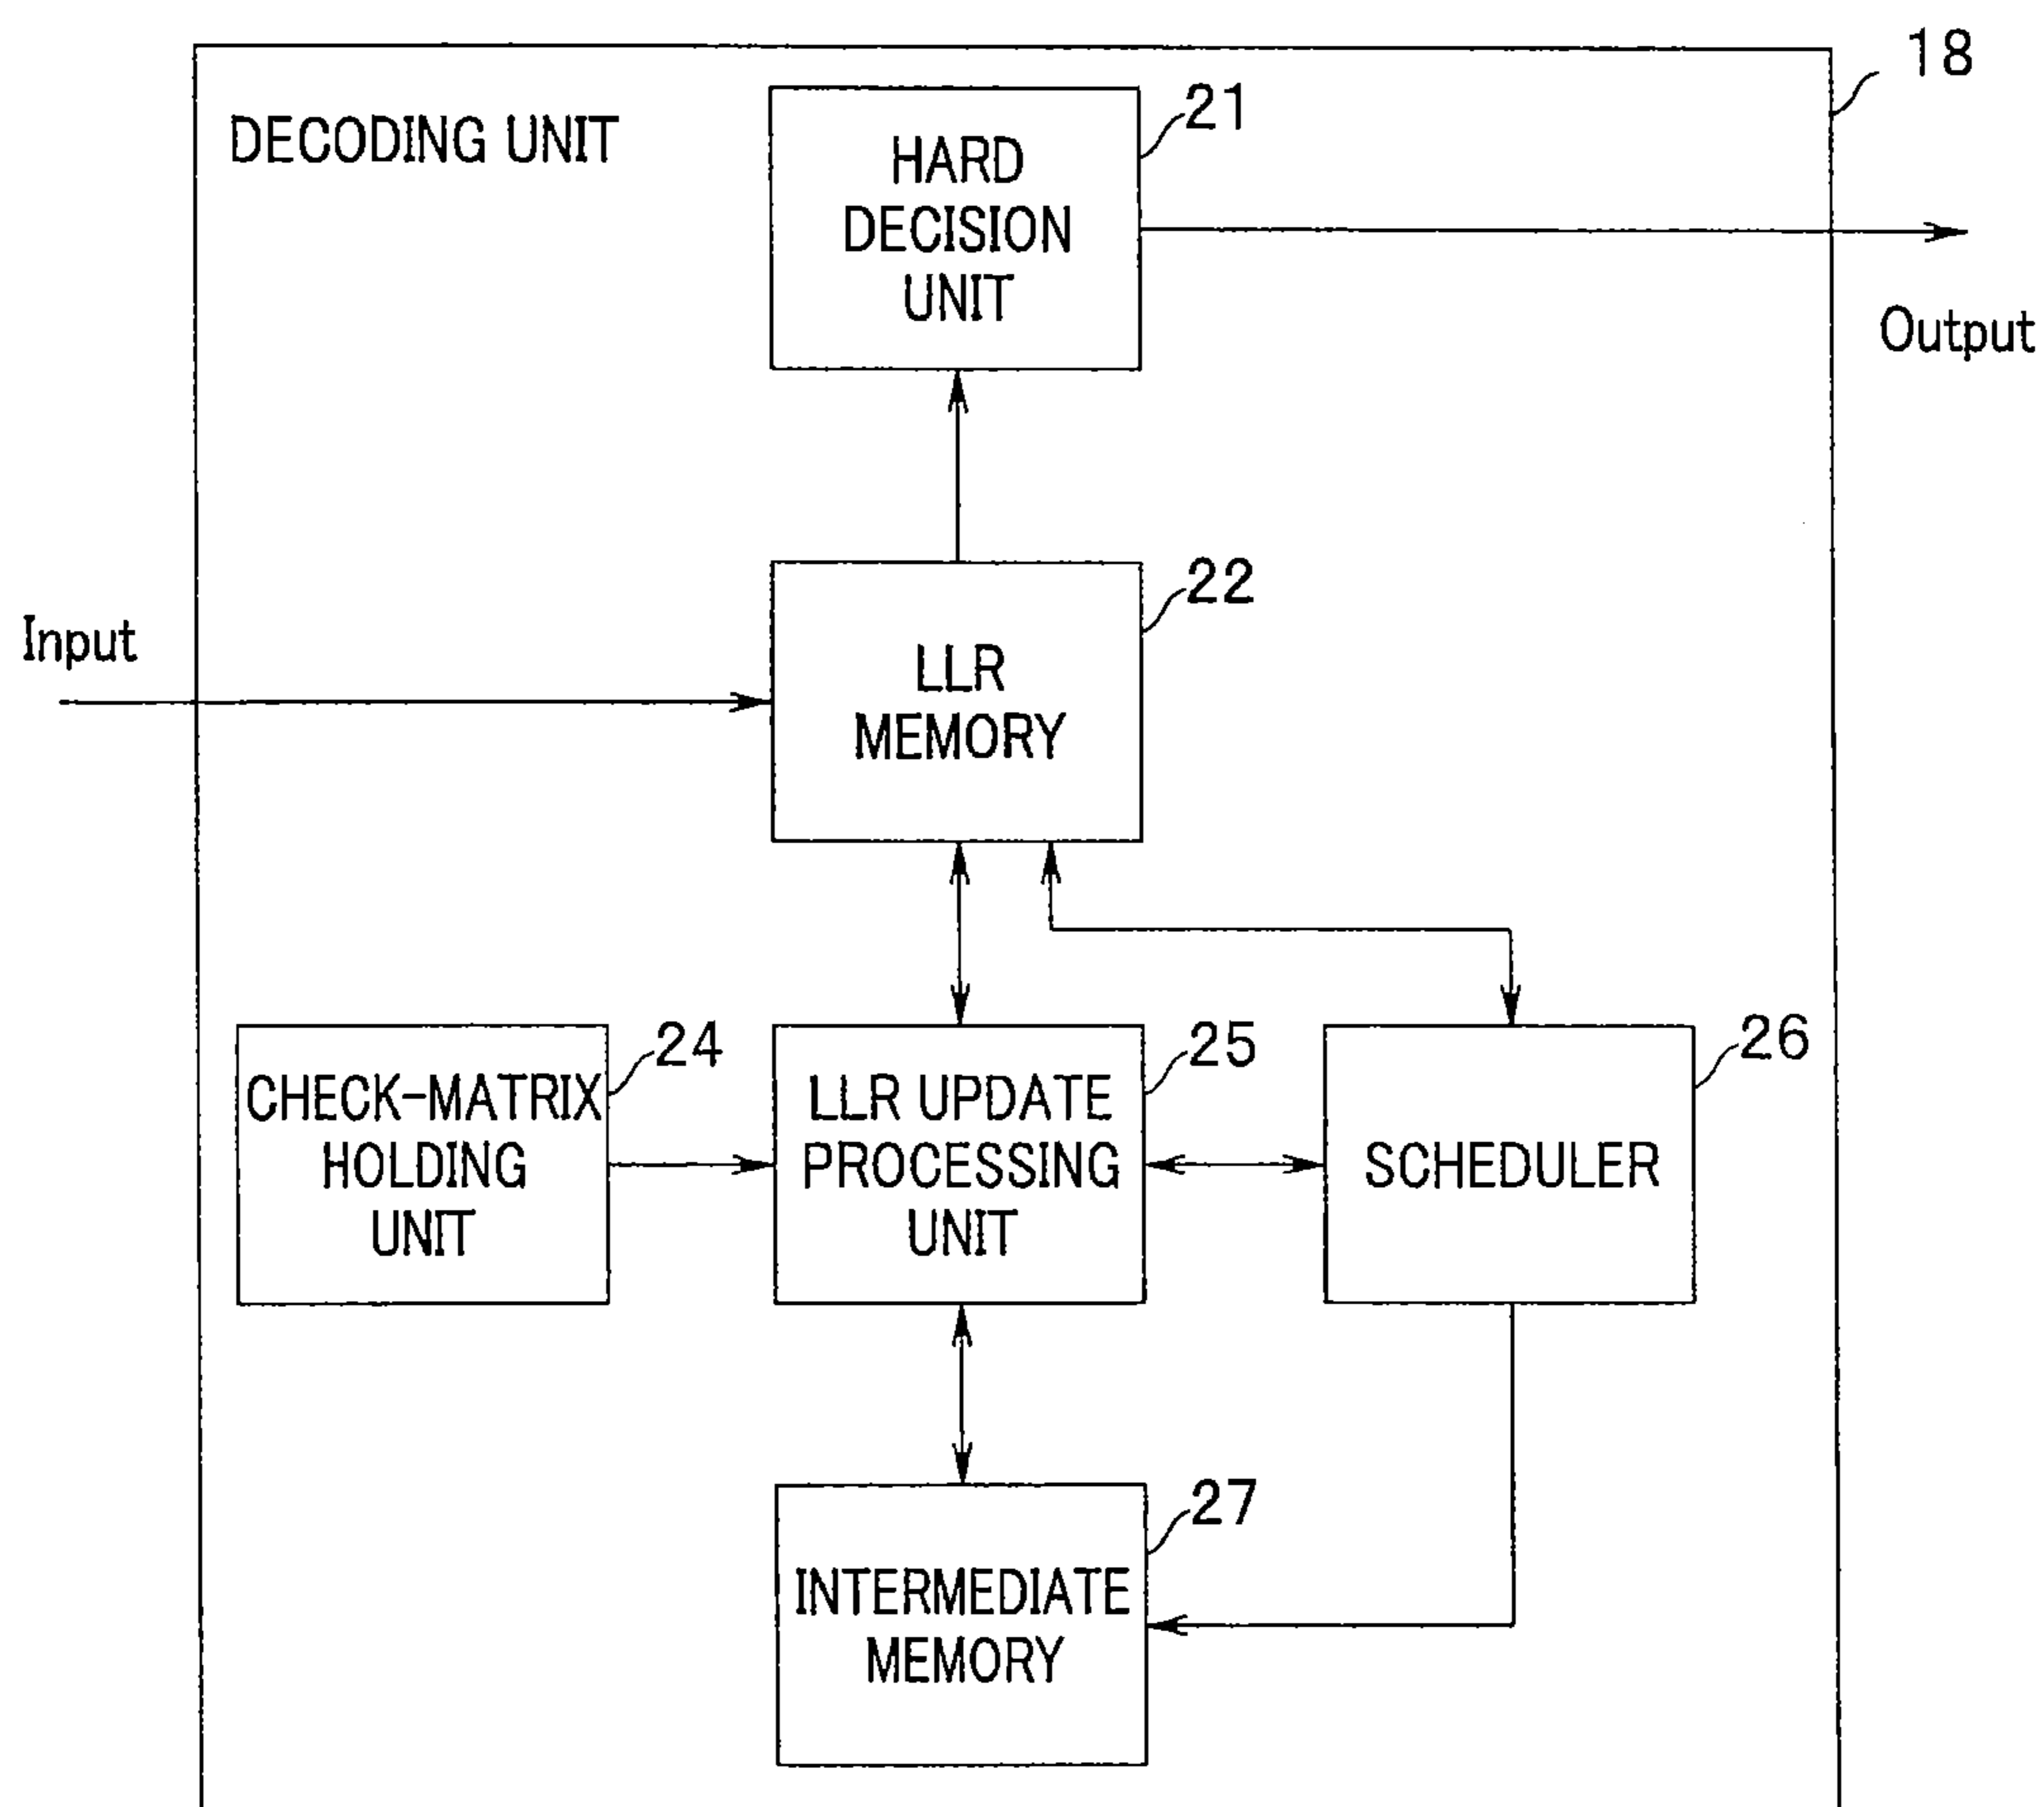 18
DECODING UNIT
21
HARD
DECISION
UNIT
Output
22
Input
LLR
MEMORY
24
25
26
CHECK-MATRIX
HOLDING
UNIT
LLR UPDATE
PROCESSING
UNIT
SCHEDULER
27
INTERMEDIATE
MEMORY